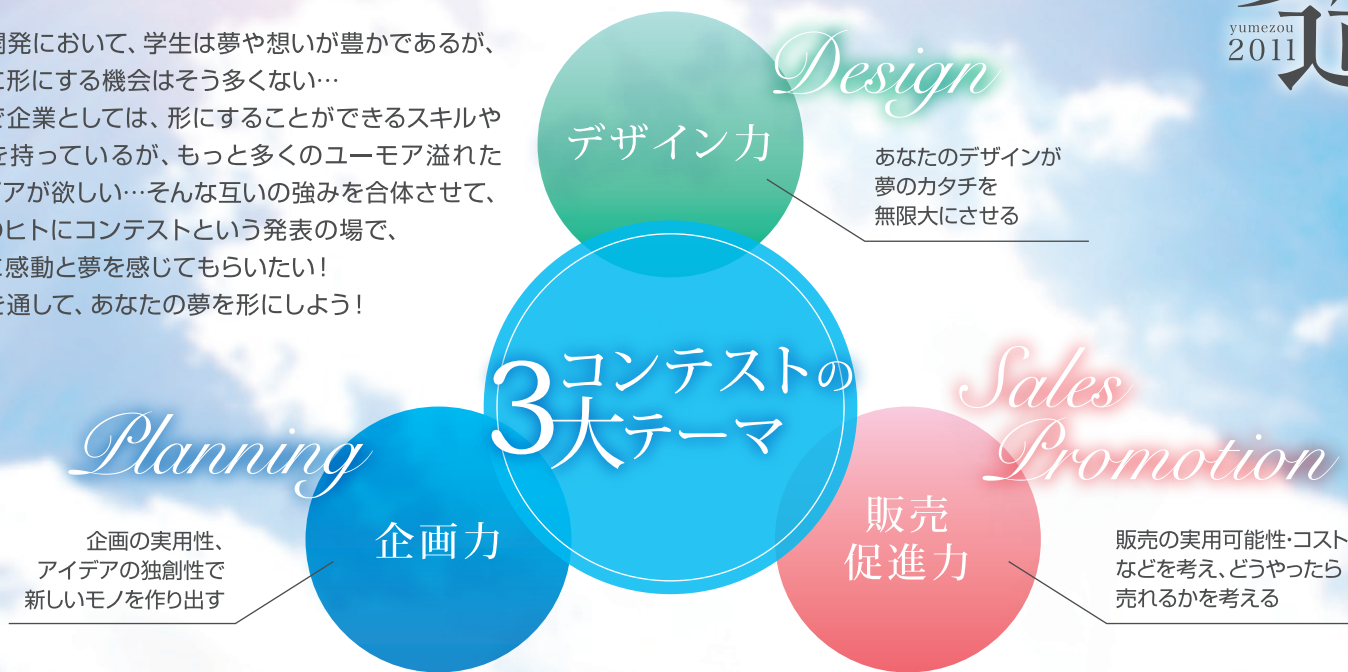 発において、学生は夢や想いが豊かであるが、
に形にする機会はそう多くない…
企業としては、形にすることができるスキルや
を持っているが、もっと多くのユーモア溢れた
アが欲しい…そんな互いの強みを合体させて、
ヒトにコンテストという発表の場で、
感動と夢を感じてもらいたい！
通して、あなたの夢を形にしよう！
yumezou
2011
Design
デザイン力
あなたのデザインが
夢のカタチを
無限大にさせる
コンテストの
3大テーマ
Planning
企画力
企画の実用性、
アイデアの独創性で
新しいモノを作り出す
Sales
Promotion
販売
促進力
販売の実用可能性・コスト
などを考え、どうやったら
売れるかを考える